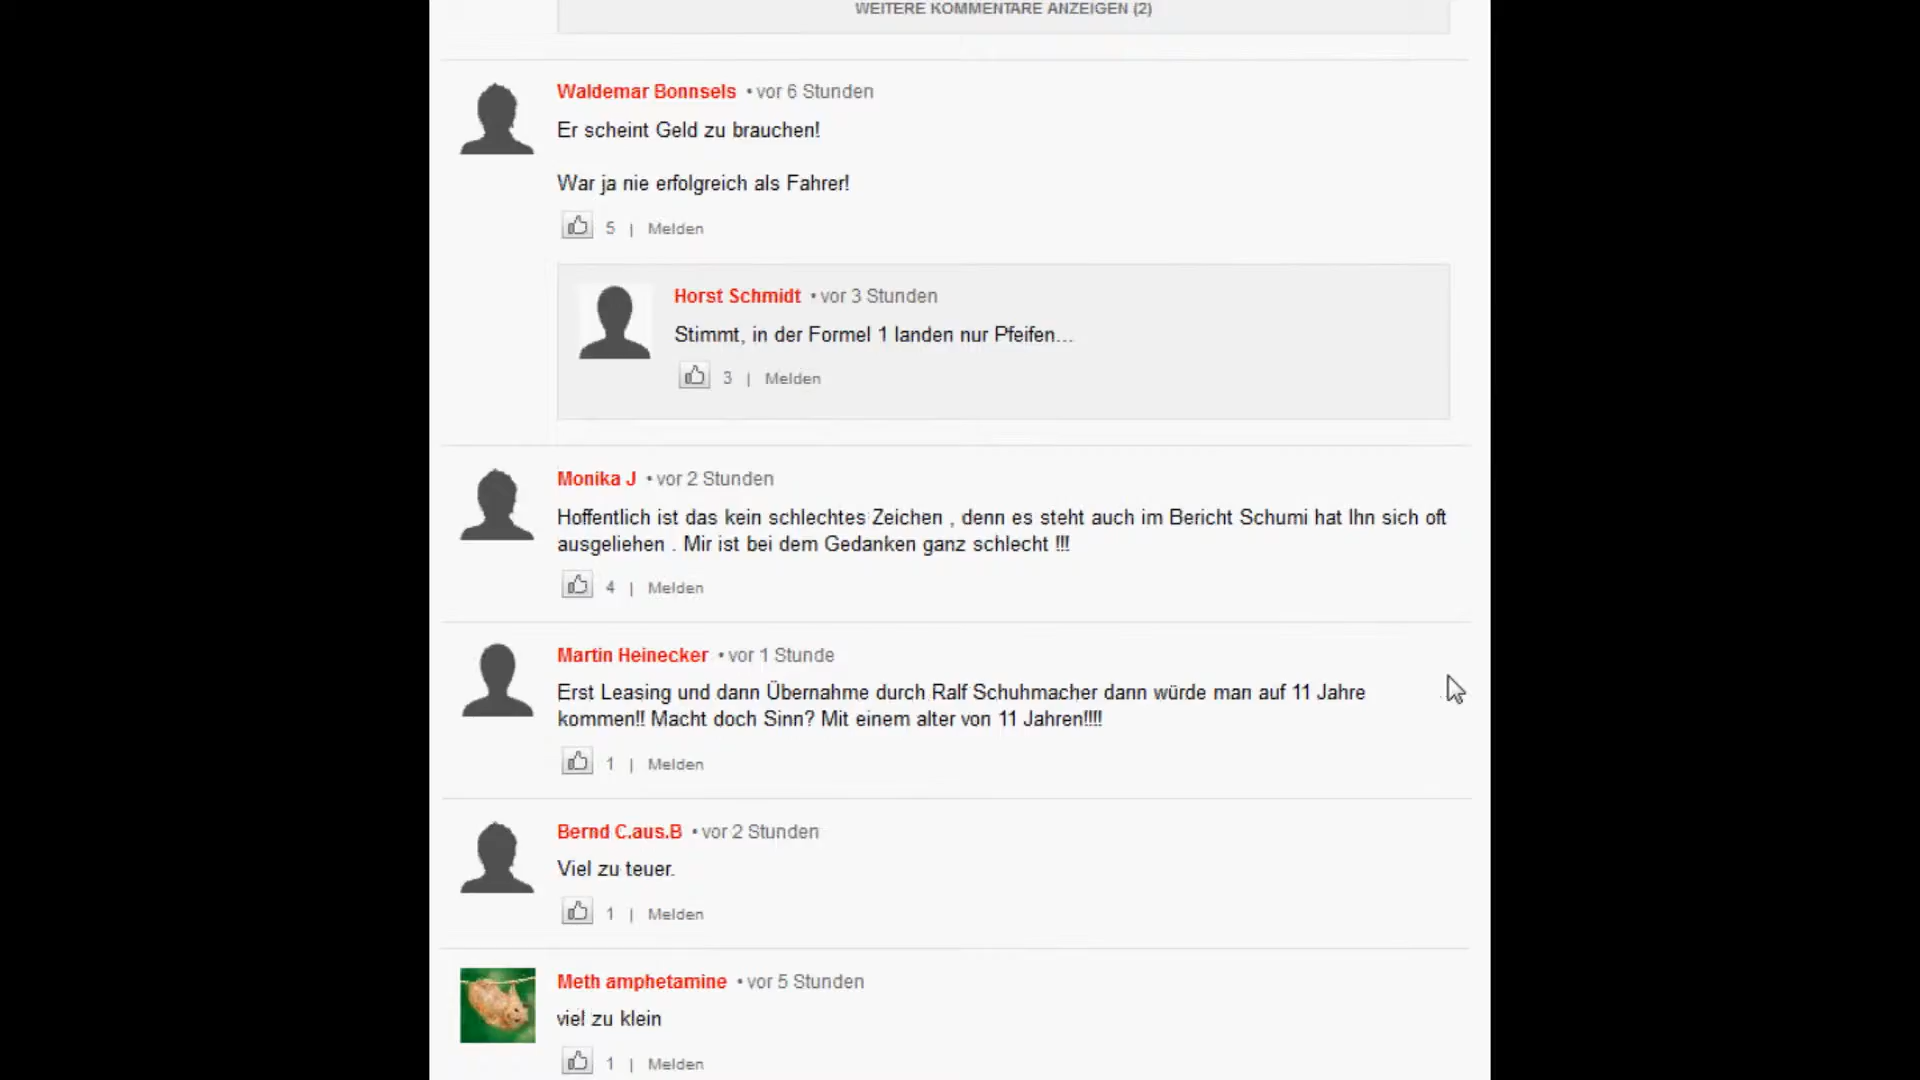 WEITERE KOMMENTARE ANZEIGEN (2)
Waldemar Bonnsels • vor 6 Stunden
Er scheint Geld zu brauchen!
War ja nie erfolgreich als Fahrer!
5 | Melden
Horst Schmidt • vor 3 Stunden
Stimmt, in der Formel 1 landen nur Pfeifen...
3 | Melden
Monika J • vor 2 Stunden
Hoffentlich ist das kein schlechtes Zeichen , denn es steht auch im Bericht Schumi hat Ihn sich oft
ausgeliehen . Mir ist bei dem Gedanken ganz schlecht !!!
4 | Melden
Martin Heinecker • vor 1 Stunde
Erst Leasing und dann Übernahme durch Ralf Schuhmacher dann würde man auf 11 Jahre
kommen!! Macht doch Sinn? Mit einem alter von 11 Jahren!!!!
1 | Melden
Bernd C.aus.B • vor 2 Stunden
Viel zu teuer.
1 | Melden
Meth amphetamine • vor 5 Stunden
viel zu klein
1 | Melden